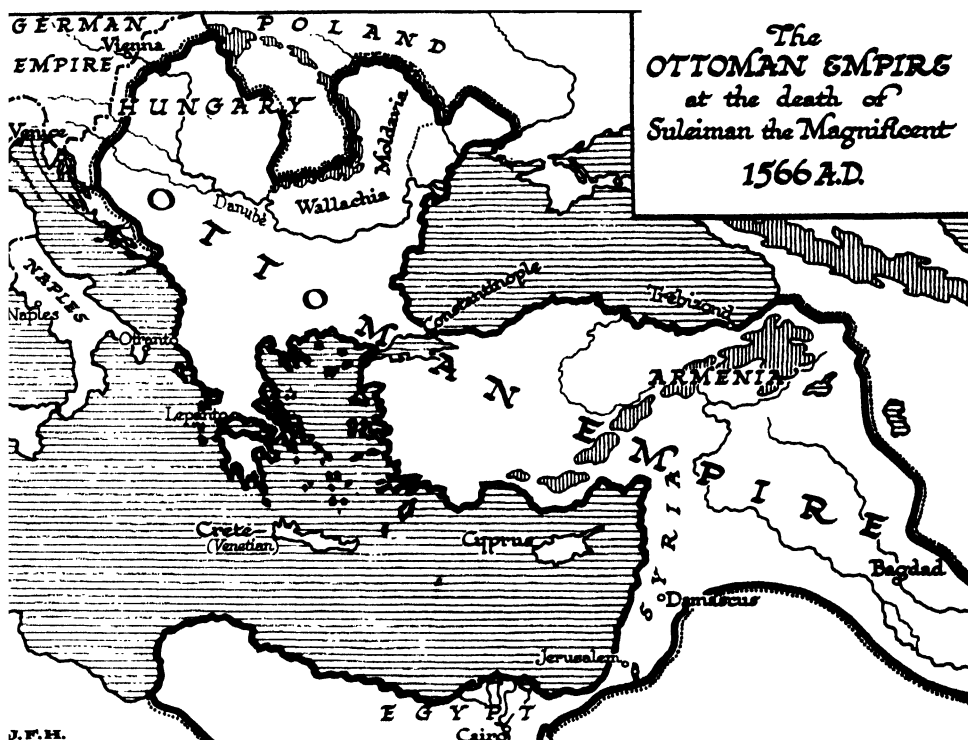 The
OTTOMAN EMPIRE
at the death of
Suleiman the Magnificent
1566 A.D.
GERMAN
EMPIRE
POLAND
Vienna
HUNGARY
Venice
Moldavia
Wallachia
Danube
OTTOMAN EMPIRE
NAPLES
Naples
Otranto
Constantinople
Trebizond
ARMENIA
Lepanto
Crete
(Venetian)
Cyprus
SYRIA
Bagdad
Damascus
Jerusalem
EGYPT
Cairo
J.F.H.